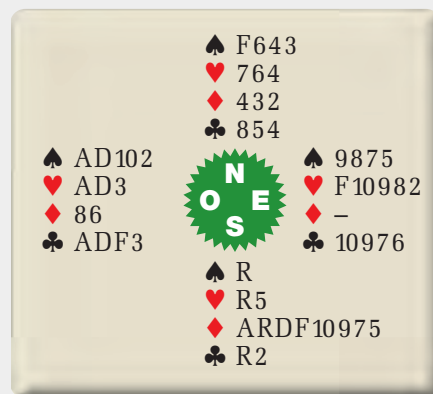 ♠ F643
♥ 764
♦ 432
♣ 854
♠ AD102
♥ AD3
♦ 86
♣ ADF3
N
O E
S
♠ 9875
♥ F10982
♦ –
♣ 10976
♠ R
♥ R5
♦ ARDF10975
♣ R2